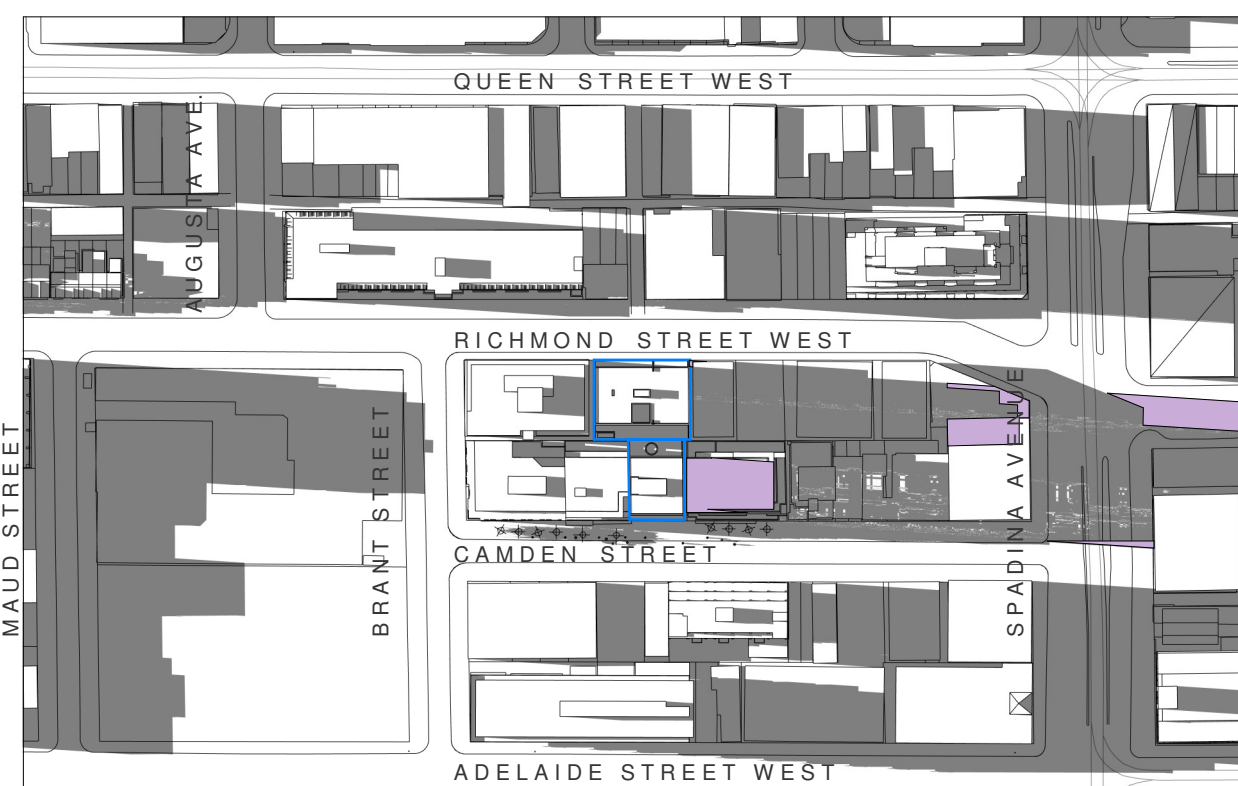 QUEEN STREET WEST
AUGUSTA AVE.
RICHMOND STREET WEST
MAUD STREET
BRANT STREET
SPADINA AVENUE
CAMDEN STREET
ADELAIDE STREET WEST